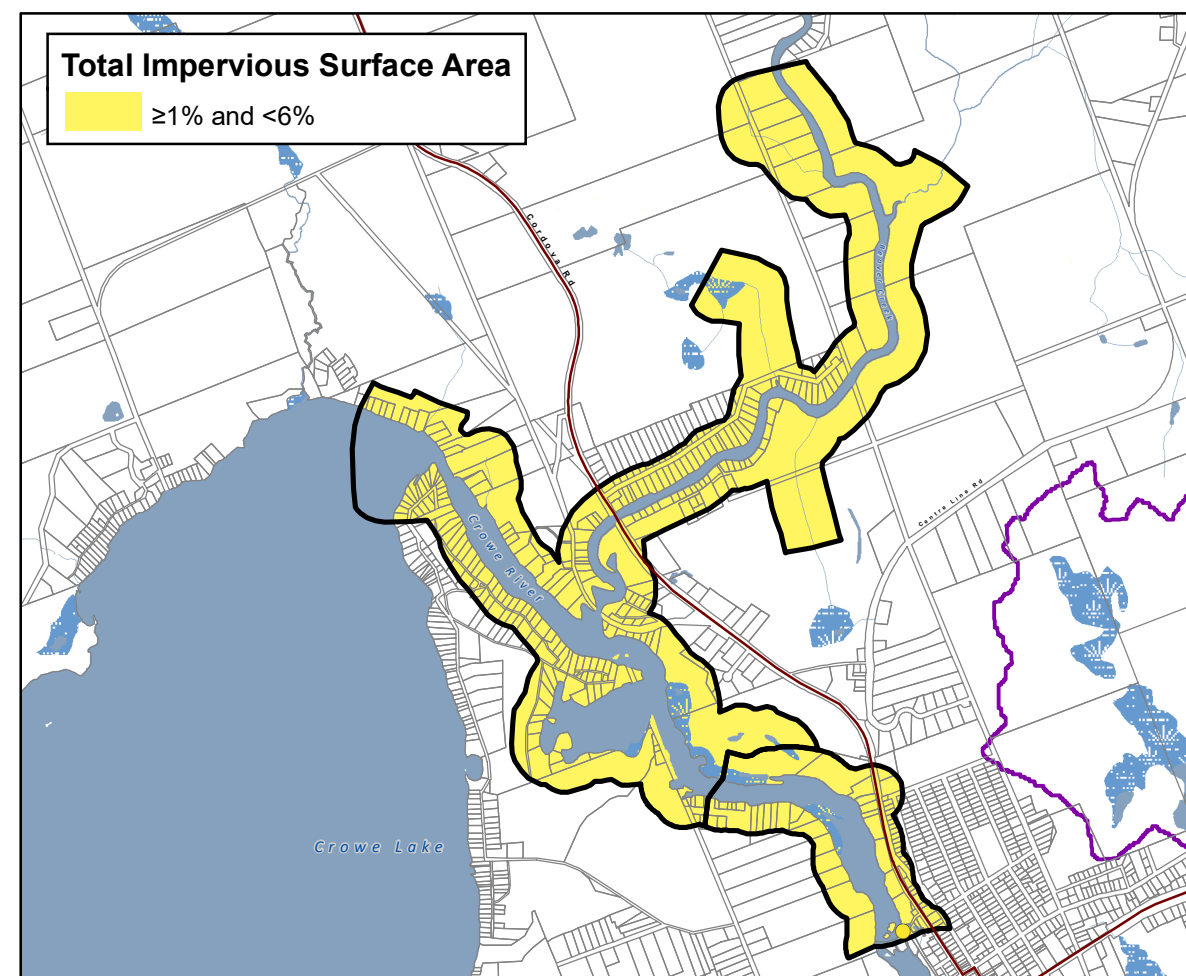 Total Impervious Surface Area
≥1% and <6%
Cordova Rd
Centre Line Rd
Crowe River
Crowe Lake